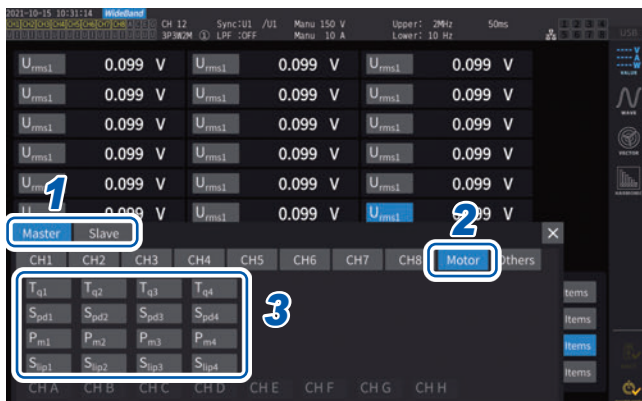 2021-10-15 10:31:14 WideBand
CH 12 Sync:U1 /U1 Manu 150 V Upper: 2MHz 50ms
3P3W2M ① LPF :OFF Manu 10 A Lower: 10 Hz
USB
Urms1 0.099 V Urms1 0.099 V Urms1 0.099 V
VALUE
Urms1 0.099 V Urms1 0.099 V Urms1 0.099 V
WAVE
Urms1 0.099 V Urms1 0.099 V Urms1 0.099 V
Urms1 0.099 V Urms1 0.099 V Urms1 0.099 V
VECTOR
Urms1 0.099 V Urms1 0.099 V Urms1 0.099 V
0.099 V Urms1 0.099 V Urms1 99 V
1 2
Master Slave ×
CH1 CH2 CH3 CH4 CH5 CH6 CH7 CH8 Motor Others
Tq1 Tq2 Tq3 Tq4
tems
Spd1 Spd2 Spd3 Spd4
3
Items
Pm1 Pm2 Pm3 Pm4
Items
Slip1 Slip2 Slip3 Slip4
Items
CH A CH B CH C CH D CH E CH F CH G CH H